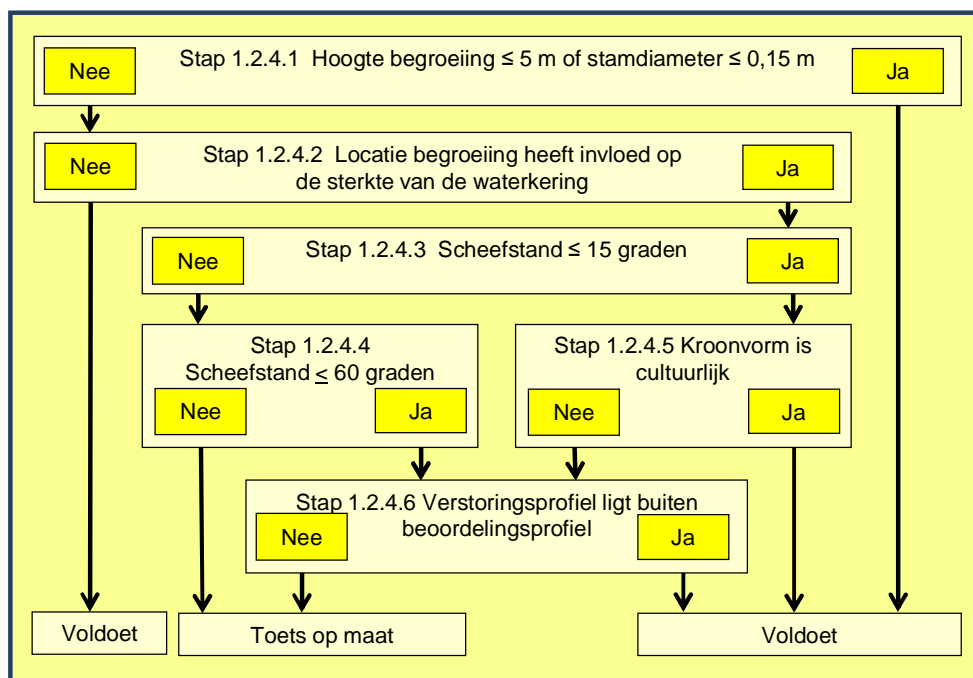 Stap 1.2.4.1 Hoogte begroeiing ≤ 5 m of stamdiameter ≤ 0,15 m
Nee
Ja
Stap 1.2.4.2 Locatie begroeiing heeft invloed op
de sterkte van de waterkering
Nee
Ja
Stap 1.2.4.3 Scheefstand ≤ 15 graden
Nee
Ja
Stap 1.2.4.4
Scheefstand ≤ 60 graden
Nee
Ja
Stap 1.2.4.5 Kroonvorm is
cultuurlijk
Nee
Ja
Stap 1.2.4.6 Verstoringsprofiel ligt buiten
beoordelingsprofiel
Nee
Ja
Voldoet
Toets op maat
Voldoet